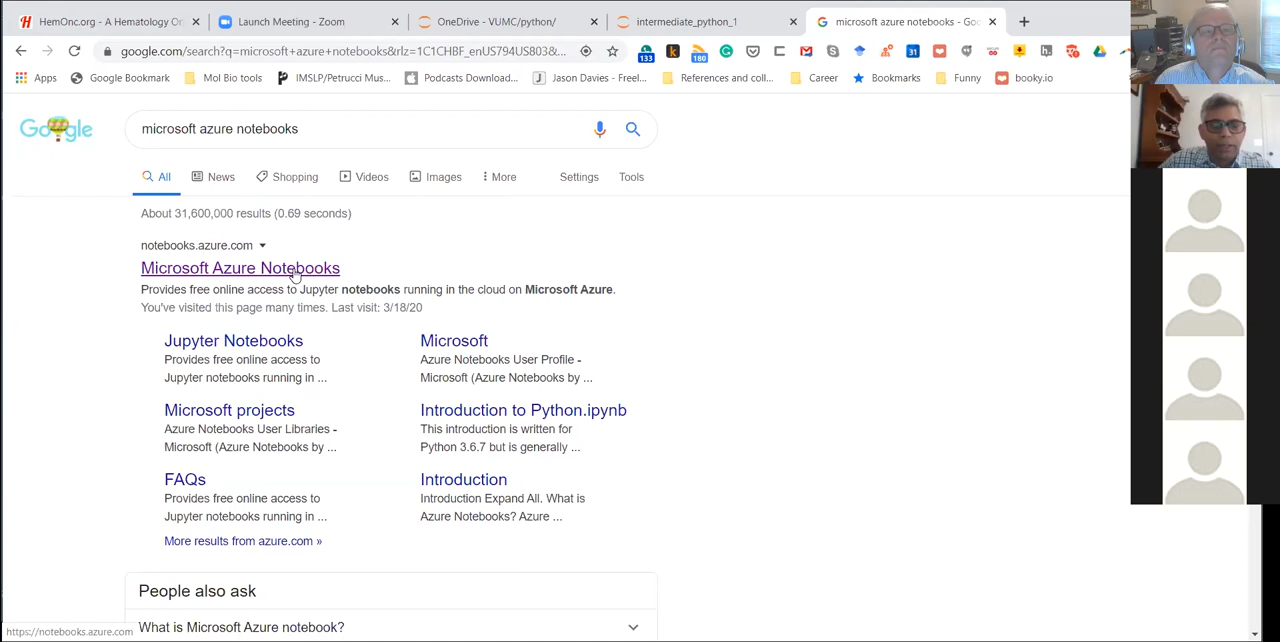 HemOnc.org - A Hematology On
Launch Meeting - Zoom
OneDrive - VUMC/python/
intermediate_python_1
microsoft azure notebooks - Goo
google.com/search?q=microsoft+azure+notebooks&rlz=1C1CHBF_enUS794US803&...
133
180
31
Apps
Google Bookmark
Mol Bio tools
IMSLP/Petrucci Mus...
Podcasts Download...
Jason Davies - Freel...
References and coll...
Career
Bookmarks
Funny
booky.io
Google
microsoft azure notebooks
All
News
Shopping
Videos
Images
More
Settings
Tools
About 31,600,000 results (0.69 seconds)
notebooks.azure.com
Microsoft Azure Notebooks
Provides free online access to Jupyter notebooks running in the cloud on Microsoft Azure.
You've visited this page many times. Last visit: 3/18/20
Jupyter Notebooks
Provides free online access to
Jupyter notebooks running in ...
Microsoft
Azure Notebooks User Profile -
Microsoft (Azure Notebooks by ...
Microsoft projects
Azure Notebooks User Libraries -
Microsoft (Azure Notebooks by ...
Introduction to Python.ipynb
This introduction is written for
Python 3.6.7 but is generally ...
FAQs
Provides free online access to
Jupyter notebooks running in ...
Introduction
Introduction Expand All. What is
Azure Notebooks? Azure ...
More results from azure.com »
People also ask
What is Microsoft Azure notebook?
https://notebooks.azure.com